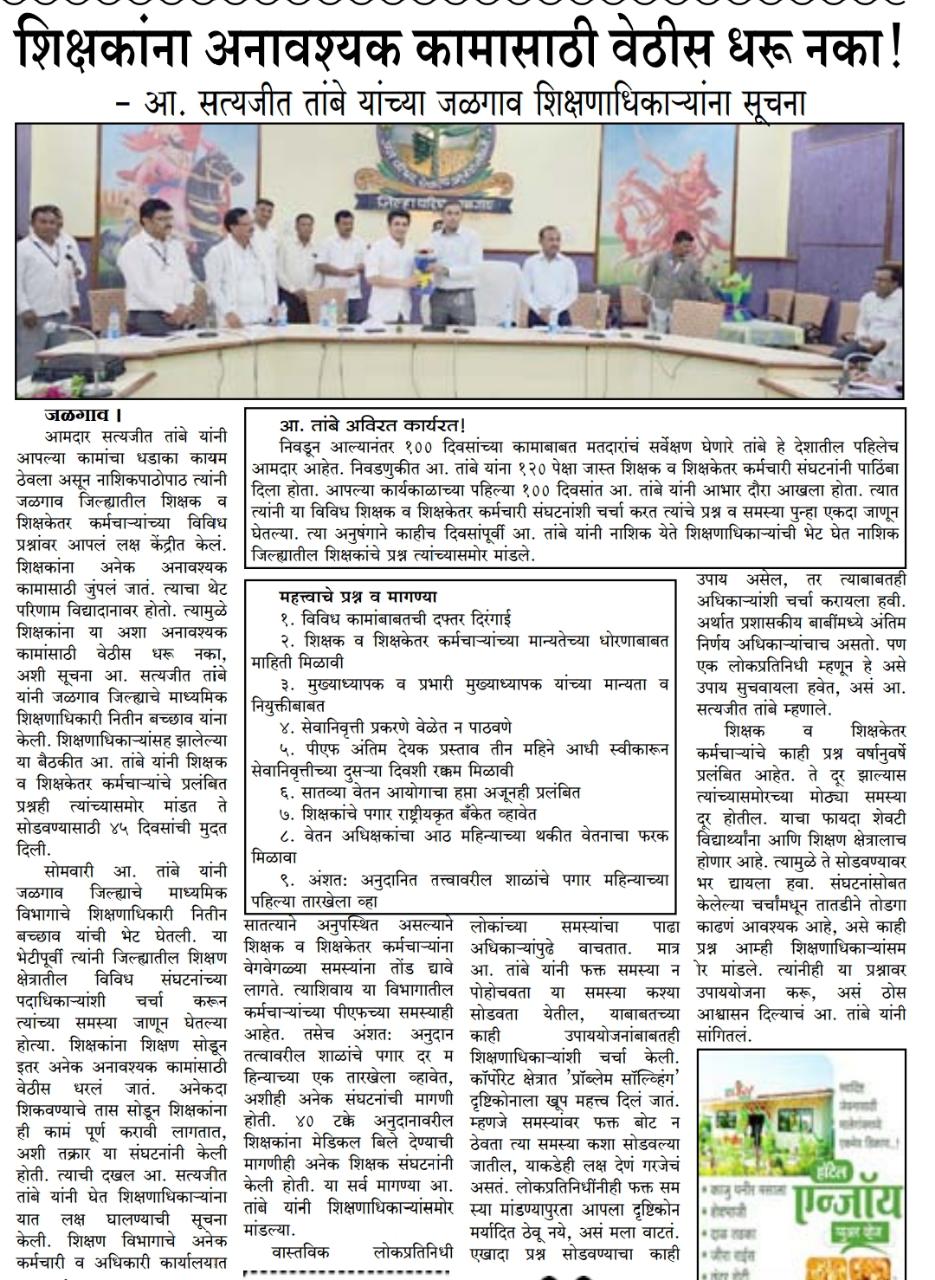 शिक्षकांना अनावश्यक कामासाठी वेठीस धरू नका!
- आ. सत्यजीत तांबे यांच्या जळगाव शिक्षणाधिकाऱ्यांना सूचना
जळगाव ।
आमदार सत्यजीत तांबे यांनी
आपल्या कामांचा धडाका कायम
ठेवला असून नाशिकपाठोपाठ त्यांनी
जळगाव जिल्ह्यातील शिक्षक व
शिक्षकेतर कर्मचाऱ्यांच्या विविध
प्रश्नांवर आपलं लक्ष केंद्रीत केलं.
शिक्षकांना अनेक अनावश्यक
कामासाठी जुंपलं जातं. त्याचा थेट
परिणाम विद्यादानावर होतो. त्यामुळे
शिक्षकांना या अशा अनावश्यक
कामांसाठी वेठीस धरू नका,
अशी सूचना आ. सत्यजीत तांबे
यांनी जळगाव जिल्ह्याचे माध्यमिक
शिक्षणाधिकारी नितीन बच्छाव यांना
केली. शिक्षणाधिकाऱ्यांसह झालेल्या
या बैठकीत आ. तांबे यांनी शिक्षक
व शिक्षकेतर कर्मचाऱ्यांचे प्रलंबित
प्रश्नही त्यांच्यासमोर मांडत ते
सोडवण्यासाठी ४५ दिवसांची मुदत
दिली.
सोमवारी आ. तांबे यांनी
जळगाव जिल्ह्याचे माध्यमिक
विभागाचे शिक्षणाधिकारी नितीन
बच्छाव यांची भेट घेतली. या
भेटीपूर्वी त्यांनी जिल्ह्यातील शिक्षण
क्षेत्रातील विविध संघटनांच्या
पदाधिकाऱ्यांशी चर्चा करून
त्यांच्या समस्या जाणून घेतल्या
होत्या. शिक्षकांना शिक्षण सोडून
इतर अनेक अनावश्यक कामांसाठी
वेठीस धरलं जातं. अनेकदा
शिकवण्याचे तास सोडून शिक्षकांना
ही कामं पूर्ण करावी लागतात,
अशी तक्रार या संघटनांनी केली
होती. त्याची दखल आ. सत्यजीत
तांबे यांनी घेत शिक्षणाधिकाऱ्यांना
यात लक्ष घालण्याची सूचना
केली. शिक्षण विभागाचे अनेक
कर्मचारी व अधिकारी कार्यालयात
आ. तांबे अविरत कार्यरत!
निवडून आल्यानंतर १०० दिवसांच्या कामाबाबत मतदारांचं सर्वेक्षण घेणारे तांबे हे देशातील पहिलेच
आमदार आहेत. निवडणुकीत आ. तांबे यांना १२० पेक्षा जास्त शिक्षक व शिक्षकेतर कर्मचारी संघटनांनी पाठिंबा
दिला होता. आपल्या कार्यकाळाच्या पहिल्या १०० दिवसांत आ. तांबे यांनी आभार दौरा आखला होता. त्यात
त्यांनी या विविध शिक्षक व शिक्षकेतर कर्मचारी संघटनांशी चर्चा करत त्यांचे प्रश्न व समस्या पुन्हा एकदा जाणून
घेतल्या. त्या अनुषंगाने काहीच दिवसांपूर्वी आ. तांबे यांनी नाशिक येते शिक्षणाधिकाऱ्यांची भेट घेत नाशिक
जिल्ह्यातील शिक्षकांचे प्रश्न त्यांच्यासमोर मांडले.
महत्त्वाचे प्रश्न व मागण्या
१. विविध कामांबाबतची दफ्तर दिरंगाई
२. शिक्षक व शिक्षकेतर कर्मचाऱ्यांच्या मान्यतेच्या धोरणाबाबत
माहिती मिळावी
३. मुख्याध्यापक व प्रभारी मुख्याध्यापक यांच्या मान्यता व
नियुक्तीबाबत
४. सेवानिवृत्ती प्रकरणे वेळेत न पाठवणे
५. पीएफ अंतिम देयक प्रस्ताव तीन महिने आधी स्वीकारून
सेवानिवृत्तीच्या दुसऱ्या दिवशी रक्कम मिळावी
६. सातव्या वेतन आयोगाचा हप्ता अजूनही प्रलंबित
७. शिक्षकांचे पगार राष्ट्रीयकृत बँकेत व्हावेत
८. वेतन अधिक्षकांचा आठ महिन्याच्या थकीत वेतनाचा फरक
मिळावा
९. अंशत: अनुदानित तत्त्वावरील शाळांचे पगार महिन्याच्या
पहिल्या तारखेला व्हा
सातत्याने अनुपस्थित असल्याने
शिक्षक व शिक्षकेतर कर्मचाऱ्यांना
वेगवेगळ्या समस्यांना तोंड द्यावे
लागते. त्याशिवाय या विभागातील
कर्मचाऱ्यांच्या पीएफच्या समस्याही
आहेत. तसेच अंशत: अनुदान
तत्वावरील शाळांचे पगार दर म
हिन्याच्या एक तारखेला व्हावेत,
अशीही अनेक संघटनांची मागणी
होती. ४० टक्के अनुदानावरील
शिक्षकांना मेडिकल बिले देण्याची
मागणीही अनेक शिक्षक संघटनांनी
केली होती. या सर्व मागण्या आ.
तांबे यांनी शिक्षणाधिकाऱ्यांसमोर
मांडल्या.
वास्तविक लोकप्रतिनिधी
लोकांच्या समस्यांचा पाढा
अधिकाऱ्यांपुढे वाचतात. मात्र
आ. तांबे यांनी फक्त समस्या न
पोहोचवता या समस्या कश्या
सोडवता येतील, याबाबतच्या
काही उपाययोजनांबाबतही
शिक्षणाधिकाऱ्यांशी चर्चा केली.
कॉर्पोरेट क्षेत्रात 'प्रॉब्लेम सॉल्व्हिंग'
दृष्टिकोनाला खूप महत्त्व दिलं जातं.
म्हणजे समस्यांवर फक्त बोट न
ठेवता त्या समस्या कशा सोडवल्या
जातील, याकडेही लक्ष देणं गरजेचं
असतं. लोकप्रतिनिधींनीही फक्त सम
स्या मांडण्यापुरता आपला दृष्टिकोन
मर्यादित ठेवू नये, असं मला वाटतं.
एखादा प्रश्न सोडवण्याचा काही
उपाय असेल, तर त्याबाबतही
अधिकाऱ्यांशी चर्चा करायला हवी.
अर्थात प्रशासकीय बाबींमध्ये अंतिम
निर्णय अधिकाऱ्यांचाच असतो. पण
एक लोकप्रतिनिधी म्हणून हे असे
उपाय सुचवायला हवेत, असं आ.
सत्यजीत तांबे म्हणाले.
शिक्षक व शिक्षकेतर
कर्मचाऱ्यांचे काही प्रश्न वर्षानुवर्षे
प्रलंबित आहेत. ते दूर झाल्यास
त्यांच्यासमोरच्या मोठ्या समस्या
दूर होतील. याचा फायदा शेवटी
विद्यार्थ्यांना आणि शिक्षण क्षेत्रालाच
होणार आहे. त्यामुळे ते सोडवण्यावर
भर द्यायला हवा. संघटनांसोबत
केलेल्या चर्चांमधून तातडीने तोडगा
काढणं आवश्यक आहे, असे काही
प्रश्न आम्ही शिक्षणाधिकाऱ्यांसम
ोर मांडले. त्यांनीही या प्रश्नावर
उपाययोजना करू, असं ठोस
आश्वासन दिल्याचं आ. तांबे यांनी
सांगितलं.
हॉटेल
एन्जॉय